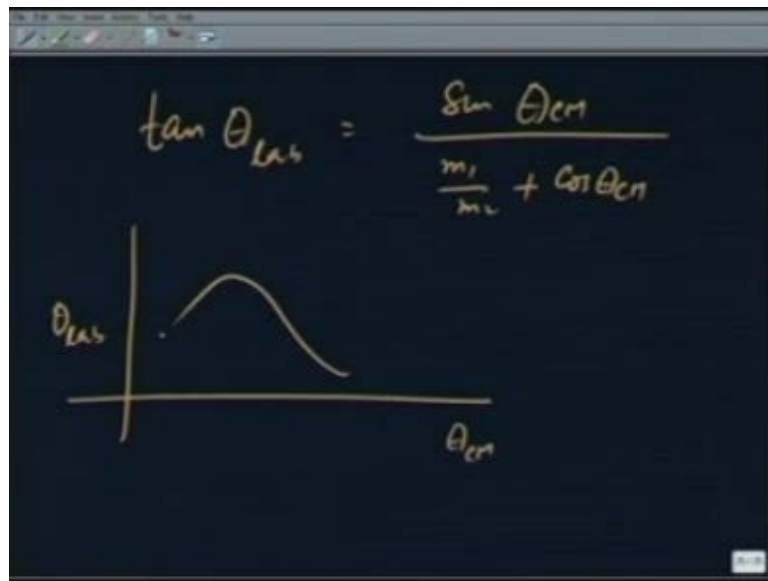 tan θlab = sin θcm
m1/m2 + cos θcm
θlab
θcm